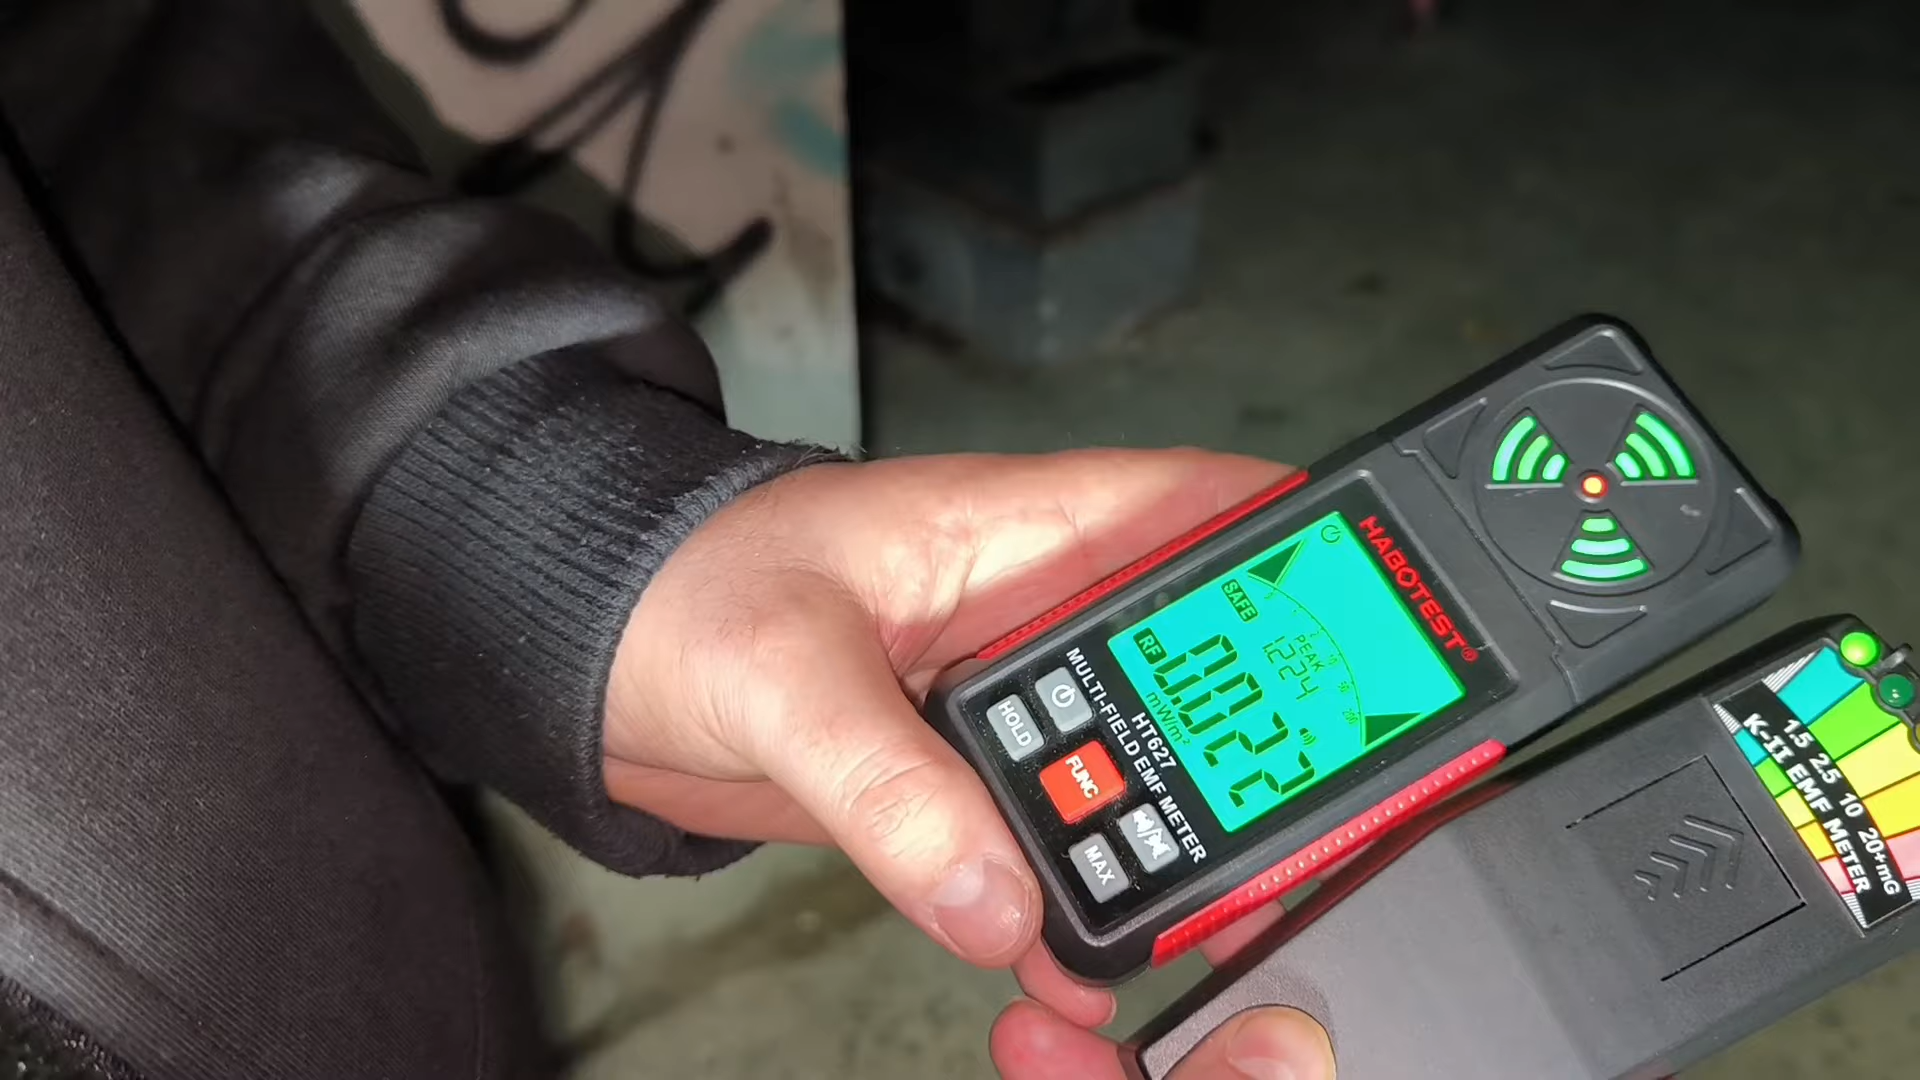 HABOTEST®
SAFE
PEAK
1.224
RF
0.022
mW/m²
MULTI-FIELD EMF METER
HT627
HOLD
FUNC
MAX
1.5 2.5 10 20+mG
K-II EMF METER